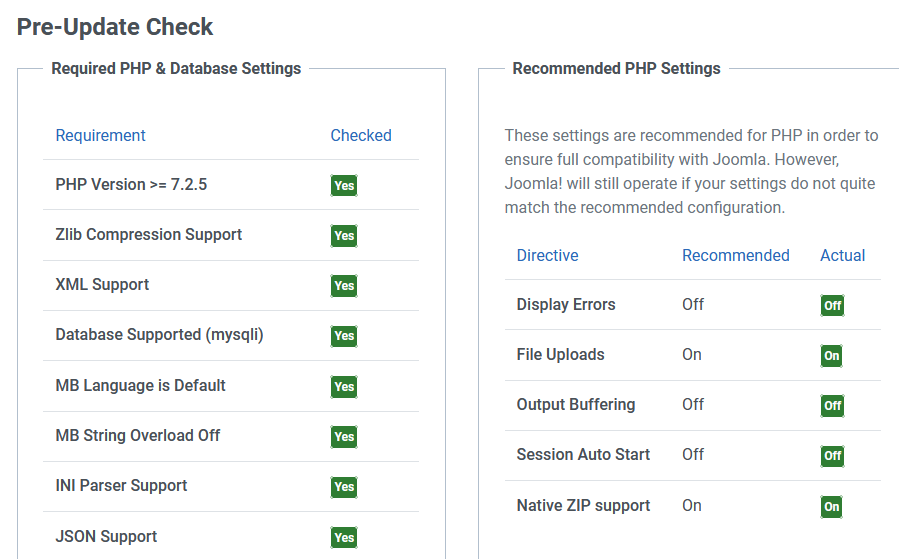 Pre-Update Check
Required PHP & Database Settings
Requirement Checked
PHP Version >= 7.2.5 Yes
Zlib Compression Support Yes
XML Support Yes
Database Supported (mysqli) Yes
MB Language is Default Yes
MB String Overload Off Yes
INI Parser Support Yes
JSON Support Yes
Recommended PHP Settings
These settings are recommended for PHP in order to
ensure full compatibility with Joomla. However,
Joomla! will still operate if your settings do not quite
match the recommended configuration.
Directive Recommended Actual
Display Errors Off Off
File Uploads On On
Output Buffering Off Off
Session Auto Start Off Off
Native ZIP support On On